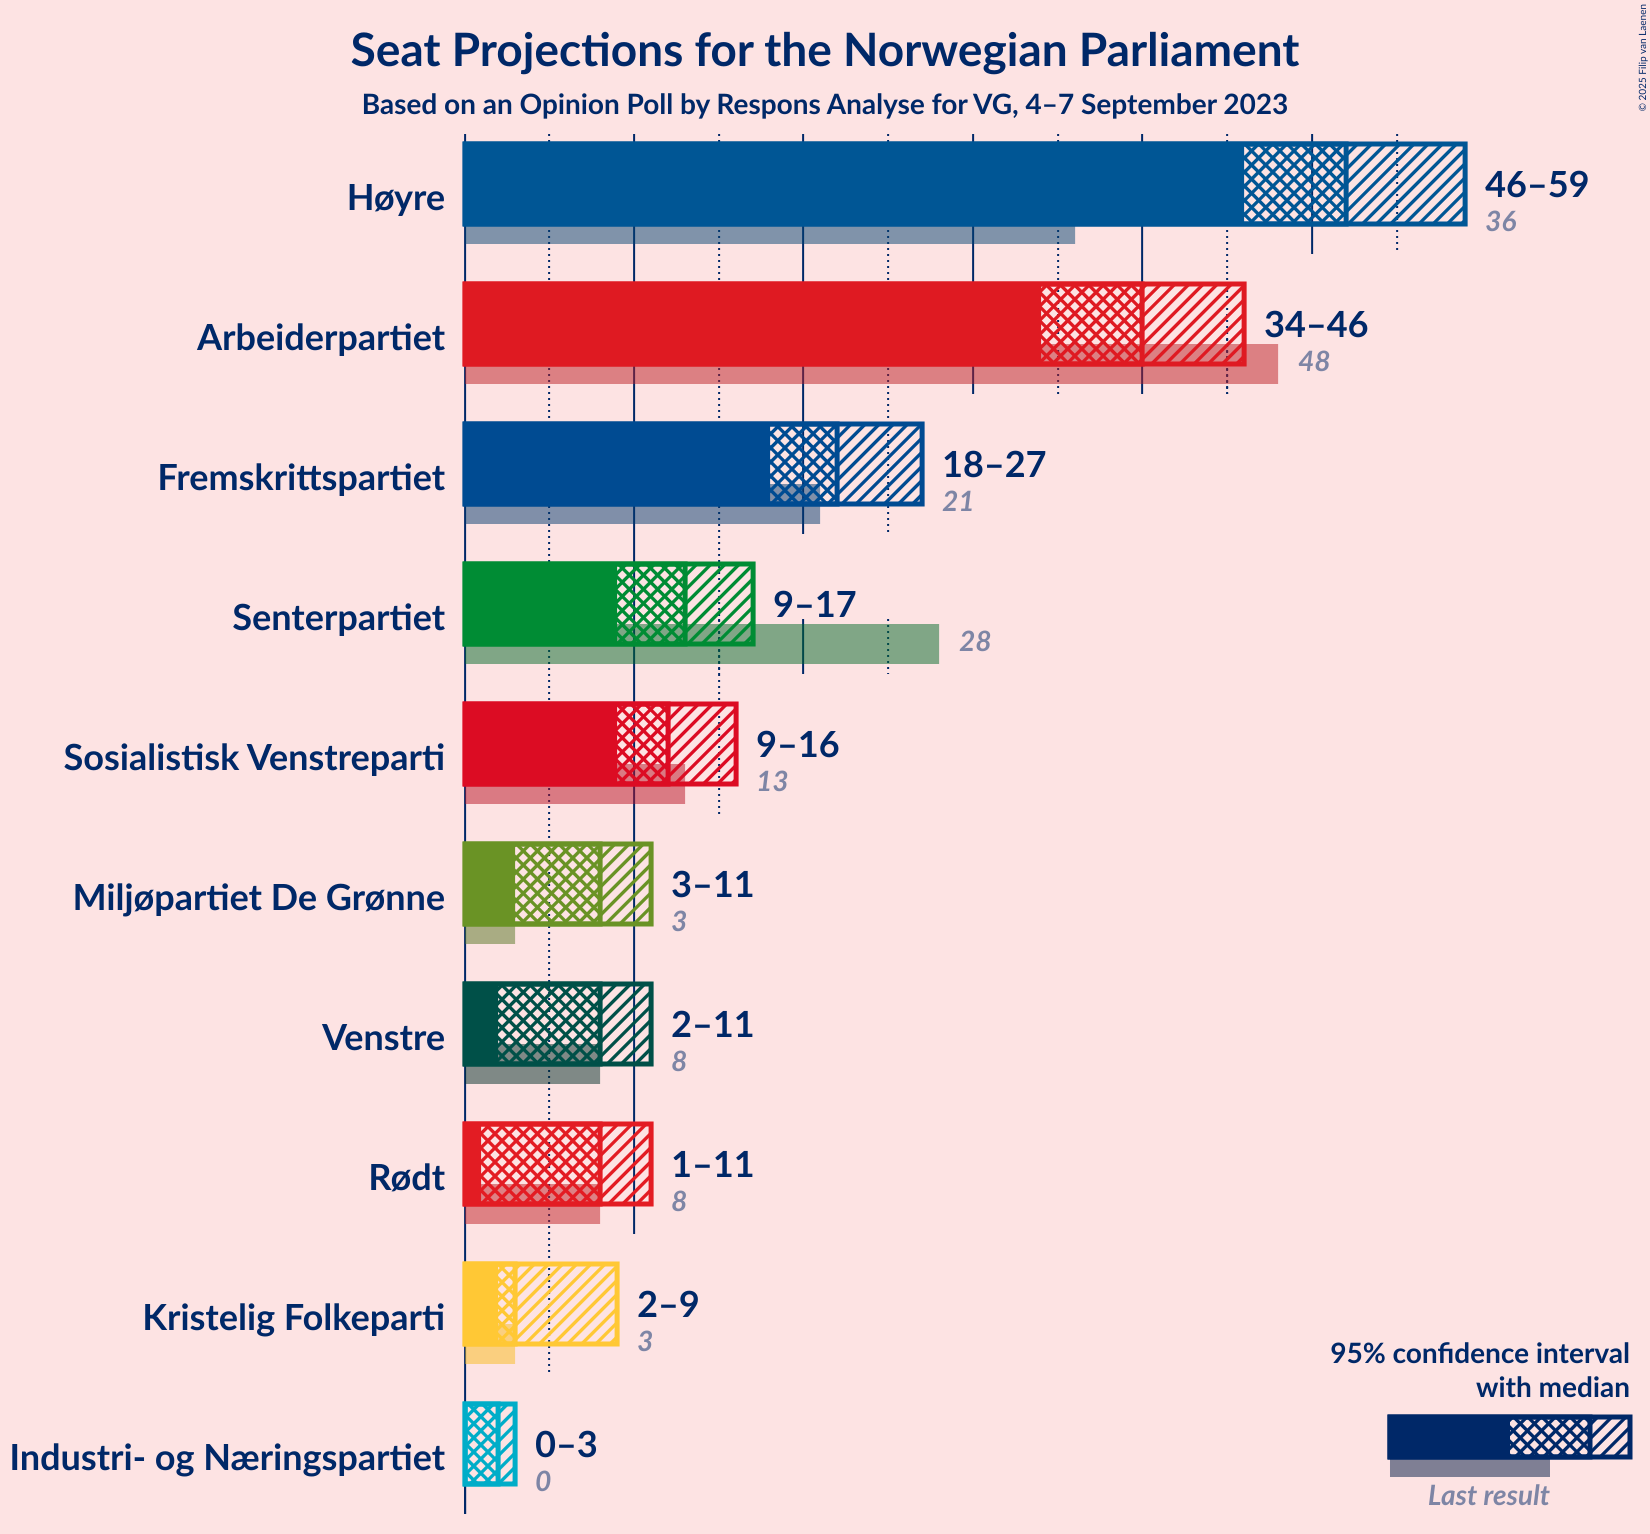 Seat Projections for the Norwegian Parliament
Based on an Opinion Poll by Respons Analyse for VG, 4–7 September 2023
© 2025 Filip van Laenen
Høyre
46–59
36
Arbeiderpartiet
34–46
48
Fremskrittspartiet
18–27
21
Senterpartiet
9–17
28
Sosialistisk Venstreparti
9–16
13
Miljøpartiet De Grønne
3–11
3
Venstre
2–11
8
Rødt
1–11
8
Kristelig Folkeparti
2–9
3
Industri- og Næringspartiet
0–3
0
95% confidence interval
with median
Last result